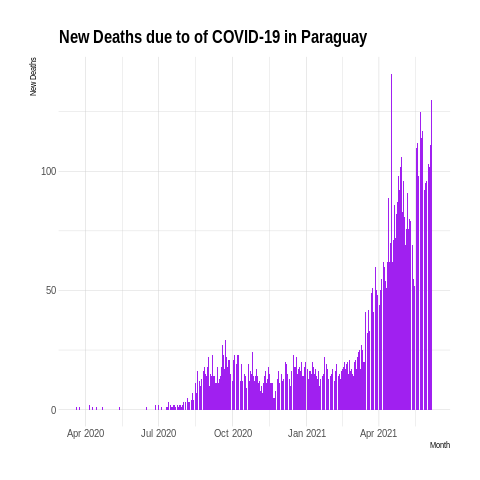 New Deaths due to of COVID-19 in Paraguay
New Deaths
100
50
0
Apr 2020 Jul 2020 Oct 2020 Jan 2021 Apr 2021
Month